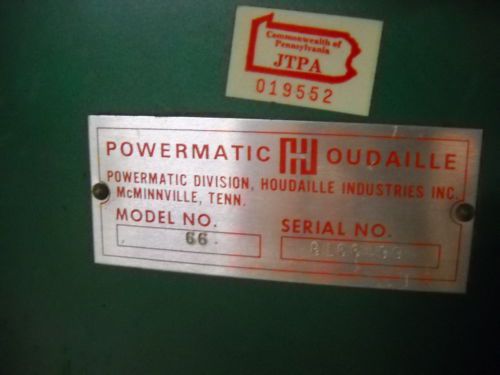 Commonwealth of
Pennsylvania
JTPA
019552
POWERMATIC HOUDAILLE
POWERMATIC DIVISION, HOUDAILLE INDUSTRIES INC.
McMINNVILLE, TENN.
MODEL NO.
SERIAL NO.
66